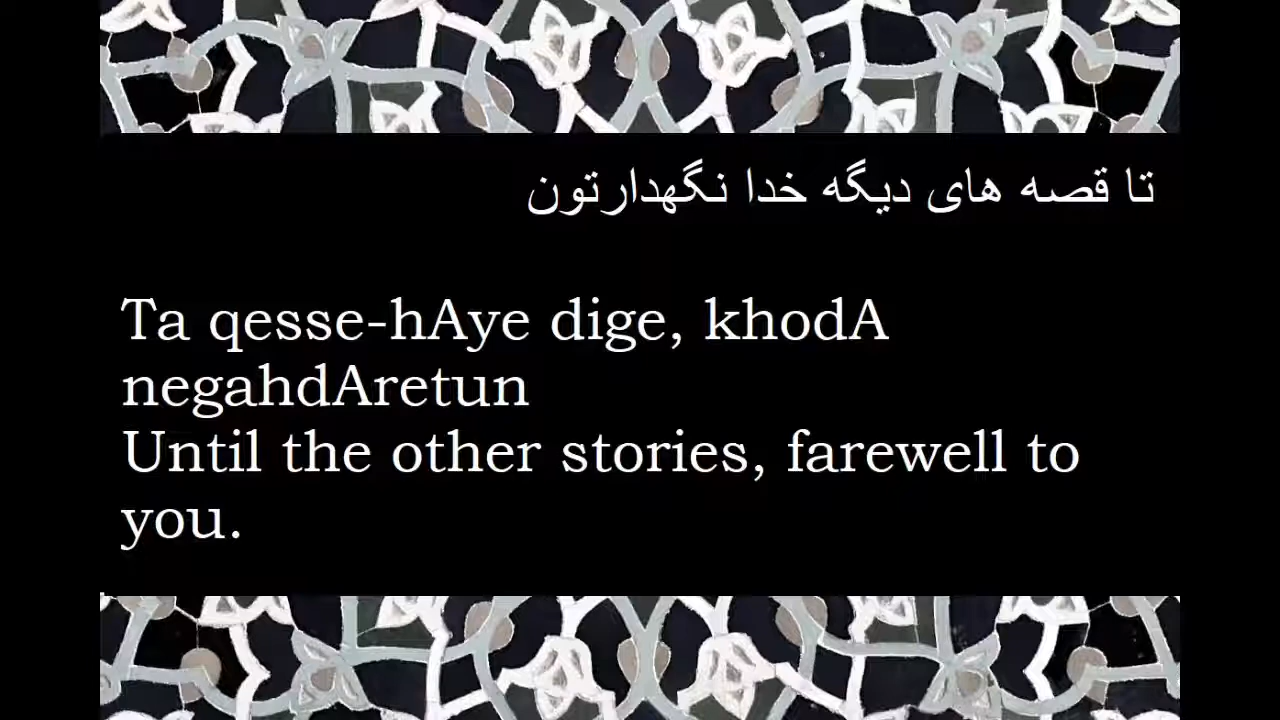 تا قصه های دیگه خدا نگهدارتون
Ta qesse-hAye dige, khodA
negahdAretun
Until the other stories, farewell to
you.